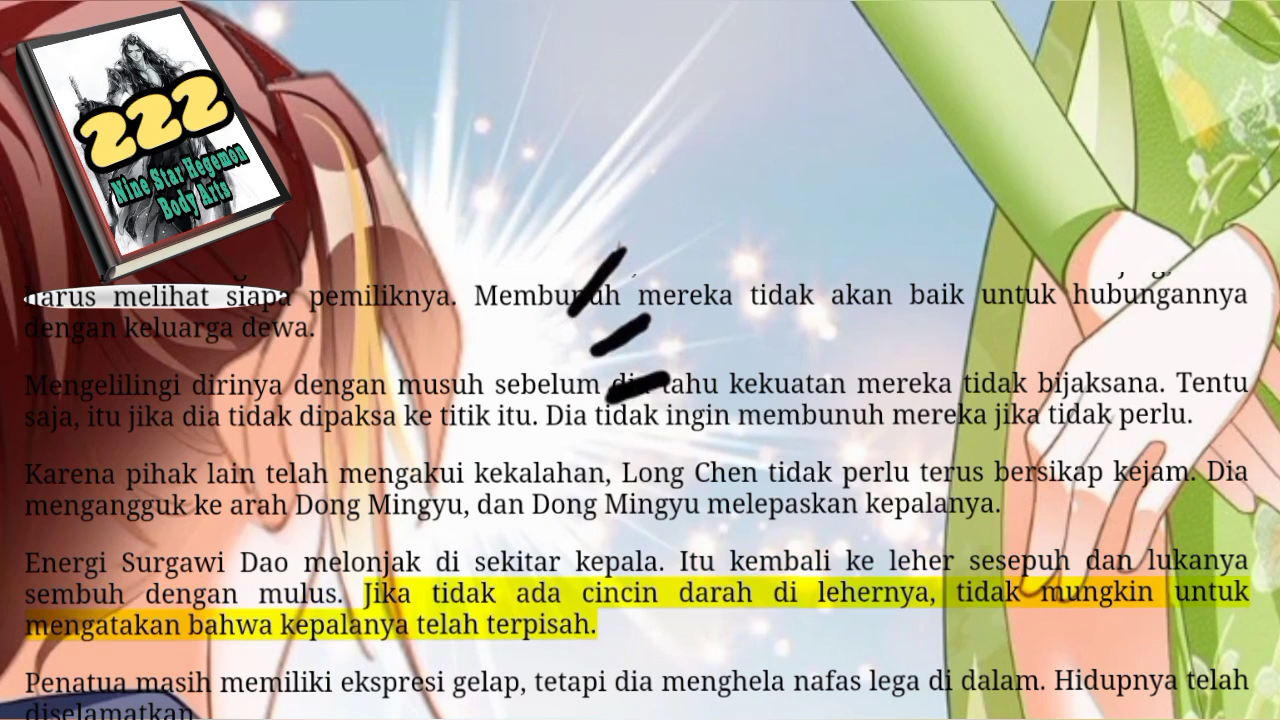 222
Nine Star Hegemon
Body Arts
harus melihat siapa pemiliknya. Membunuh mereka tidak akan baik untuk hubungannya
dengan keluarga dewa.
Mengelilingi dirinya dengan musuh sebelum dia tahu kekuatan mereka tidak bijaksana. Tentu
saja, itu jika dia tidak dipaksa ke titik itu. Dia tidak ingin membunuh mereka jika tidak perlu.
Karena pihak lain telah mengakui kekalahan, Long Chen tidak perlu terus bersikap kejam. Dia
mengangguk ke arah Dong Mingyu, dan Dong Mingyu melepaskan kepalanya.
Energi Surgawi Dao melonjak di sekitar kepala. Itu kembali ke leher sesepuh dan lukanya
sembuh dengan mulus. Jika tidak ada cincin darah di lehernya, tidak mungkin untuk
mengatakan bahwa kepalanya telah terpisah.
Penatua masih memiliki ekspresi gelap, tetapi dia menghela nafas lega di dalam. Hidupnya telah
diselamatkan